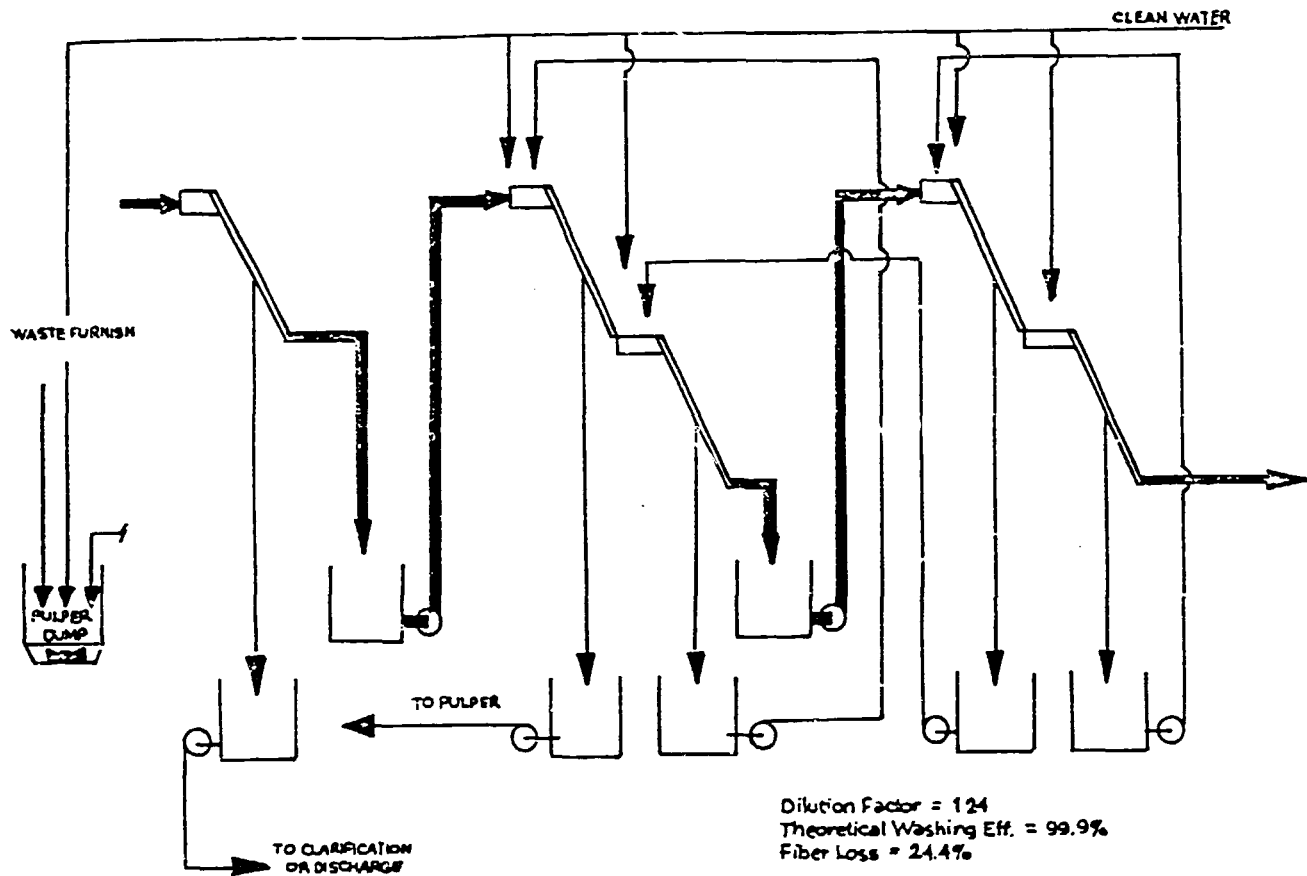 CLEAN WATER
WASTE FURNISH
PULPER
DUMP
TO PULPER
TO CLARIFICATION
OR DISCHARGE
Dilution Factor = 124
Theoretical Washing Eff. = 99.9%
Fiber Loss = 24.4%